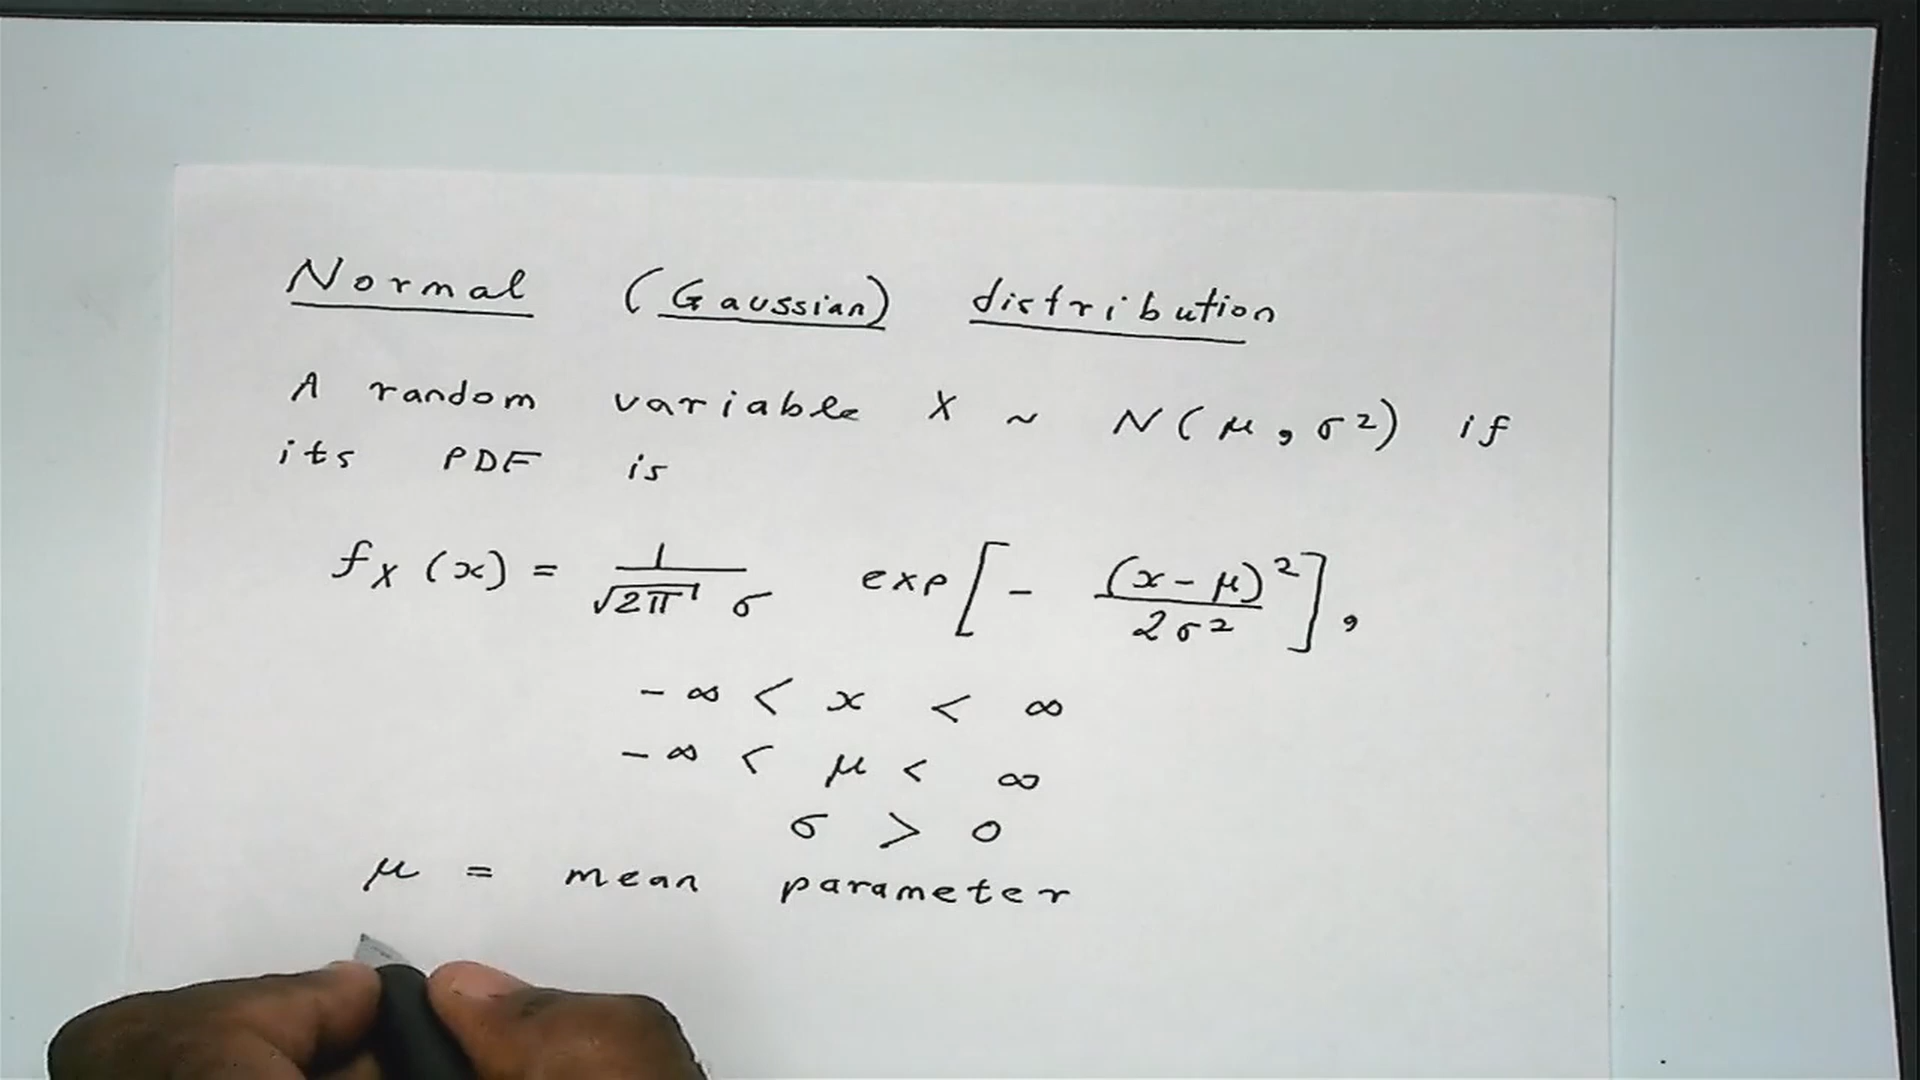 Normal (Gaussian) distribution
A random variable X ~ N(μ, σ²) if
its PDF is
f_X(x) = 1/(√2π σ) exp[- (x-μ)²/(2σ²)],
-∞ < x < ∞
-∞ < μ < ∞
σ > 0
μ = mean parameter